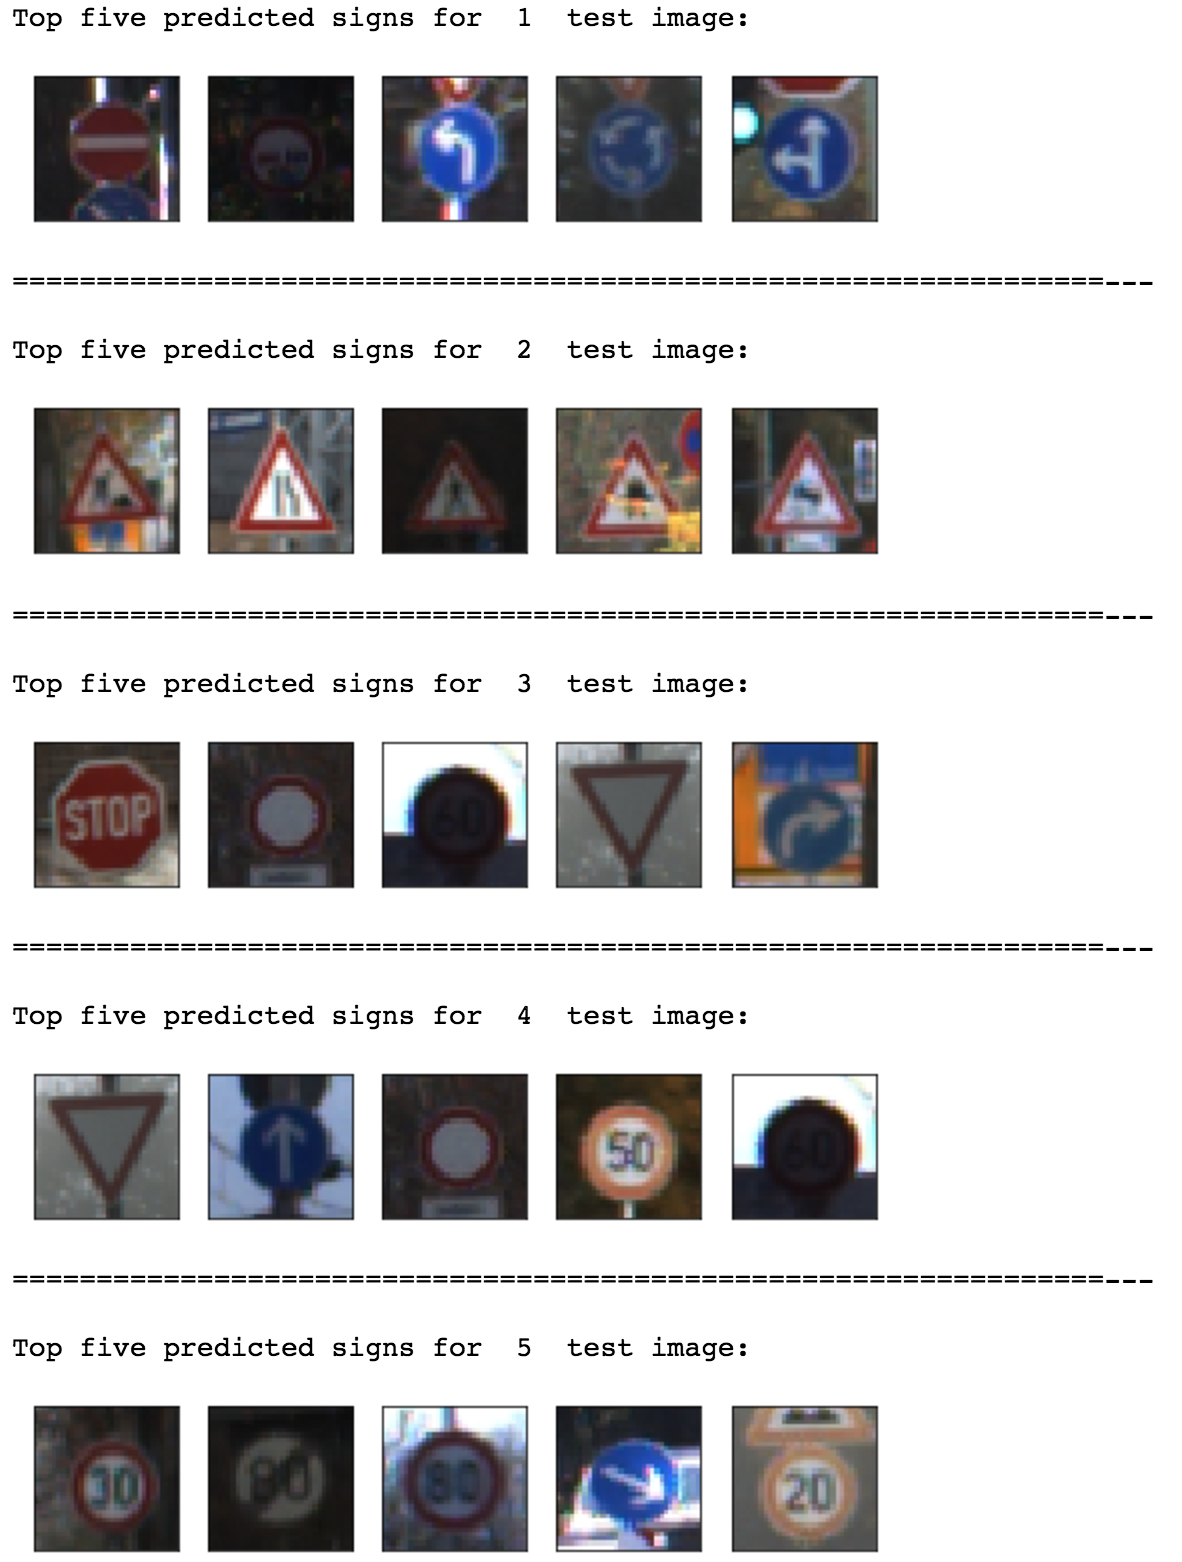 Top five predicted signs for 1 test image:
=================================================================---
Top five predicted signs for 2 test image:
=================================================================---
Top five predicted signs for 3 test image:
STOP
60
=================================================================---
Top five predicted signs for 4 test image:
50
60
=================================================================---
Top five predicted signs for 5 test image:
30
80
80
20